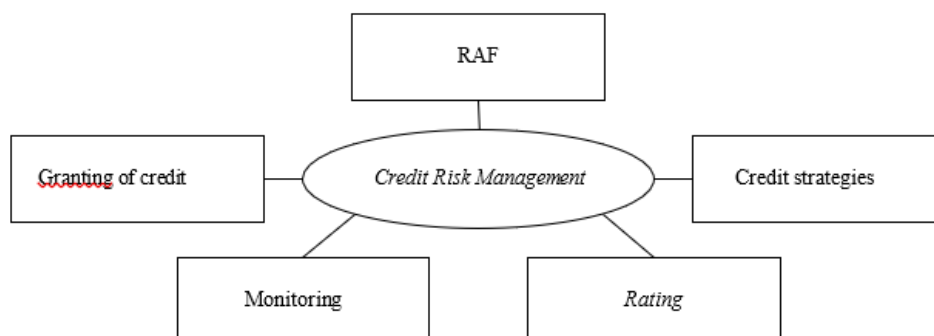 RAF
Granting of credit
Credit Risk Management
Credit strategies
Monitoring
Rating